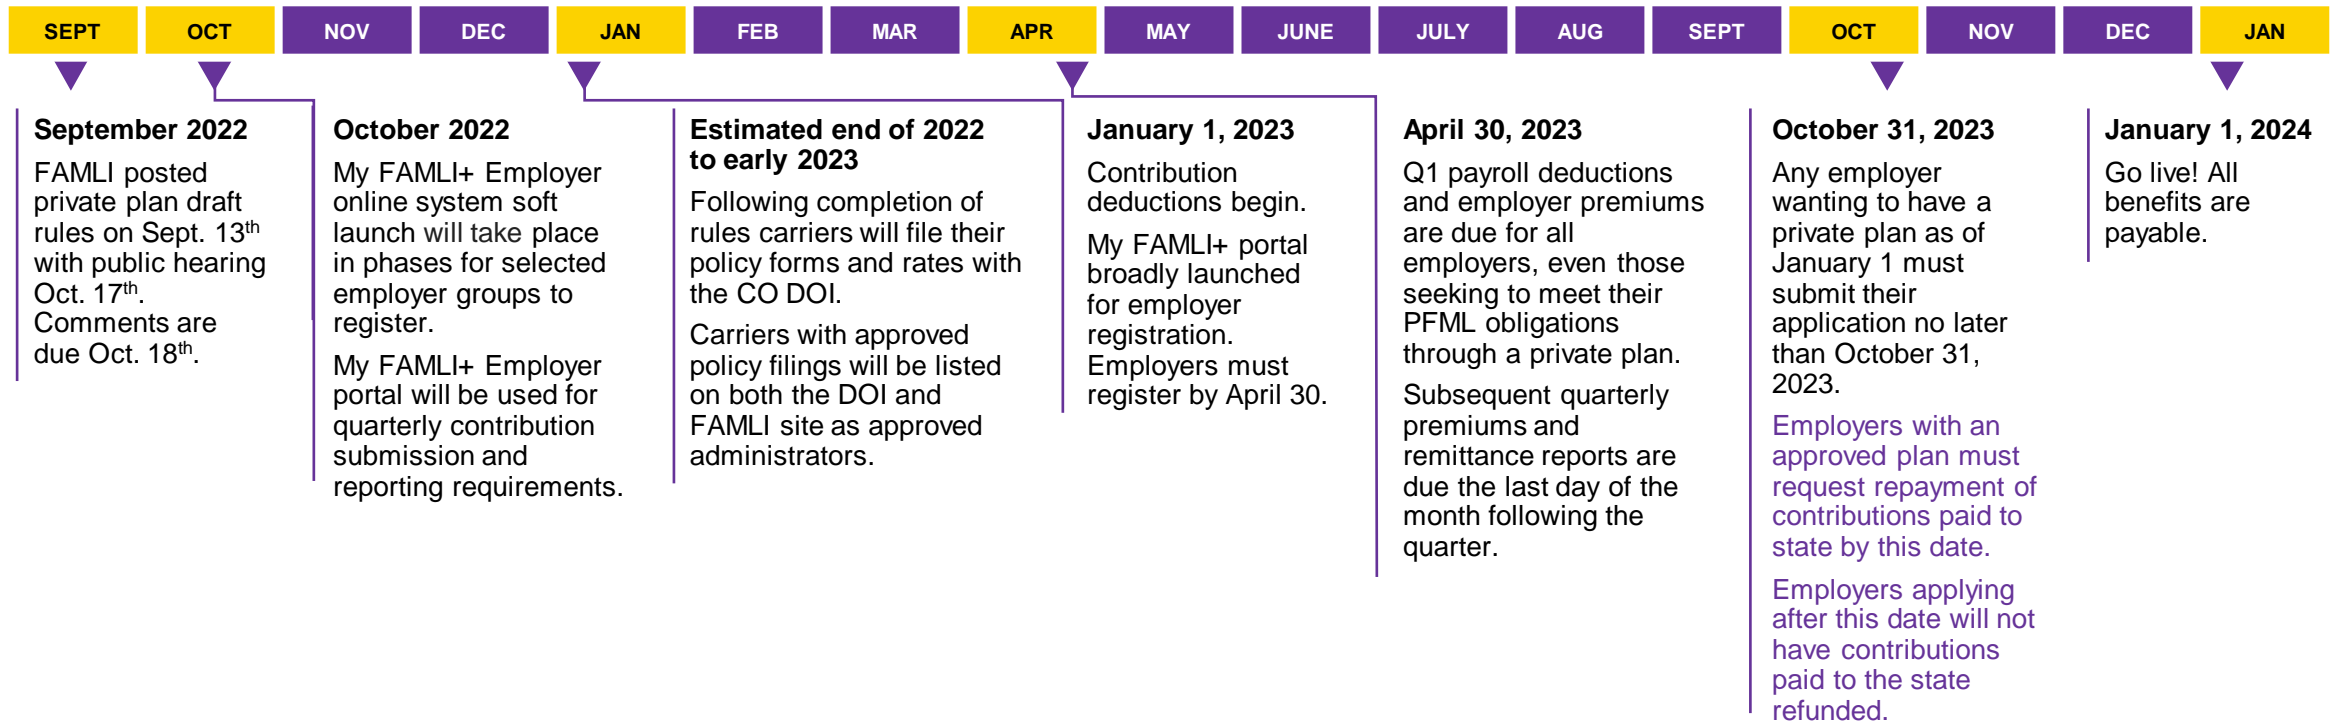 SEPT
OCT
NOV
DEC
JAN
FEB
MAR
APR
MAY
JUNE
JULY
AUG
SEPT
OCT
NOV
DEC
JAN
September 2022
FAMLI posted
private plan draft
rules on Sept. 13th
with public hearing
Oct. 17th.
Comments are
due Oct. 18th.
October 2022
My FAMLI+ Employer
online system soft
launch will take place
in phases for selected
employer groups to
register.
My FAMLI+ Employer
portal will be used for
quarterly contribution
submission and
reporting requirements.
Estimated end of 2022
to early 2023
Following completion of
rules carriers will file their
policy forms and rates with
the CO DOI.
Carriers with approved
policy filings will be listed
on both the DOI and
FAMLI site as approved
administrators.
January 1, 2023
Contribution
deductions begin.
My FAMLI+ portal
broadly launched
for employer
registration.
Employers must
register by April 30.
April 30, 2023
Q1 payroll deductions
and employer premiums
are due for all
employers, even those
seeking to meet their
PFML obligations
through a private plan.
Subsequent quarterly
premiums and
remittance reports are
due the last day of the
month following the
quarter.
October 31, 2023
Any employer
wanting to have a
private plan as of
January 1 must
submit their
application no later
than October 31,
2023.
Employers with an
approved plan must
request repayment of
contributions paid to
state by this date.
Employers applying
after this date will not
have contributions
paid to the state
refunded.
January 1, 2024
Go live! All
benefits are
payable.